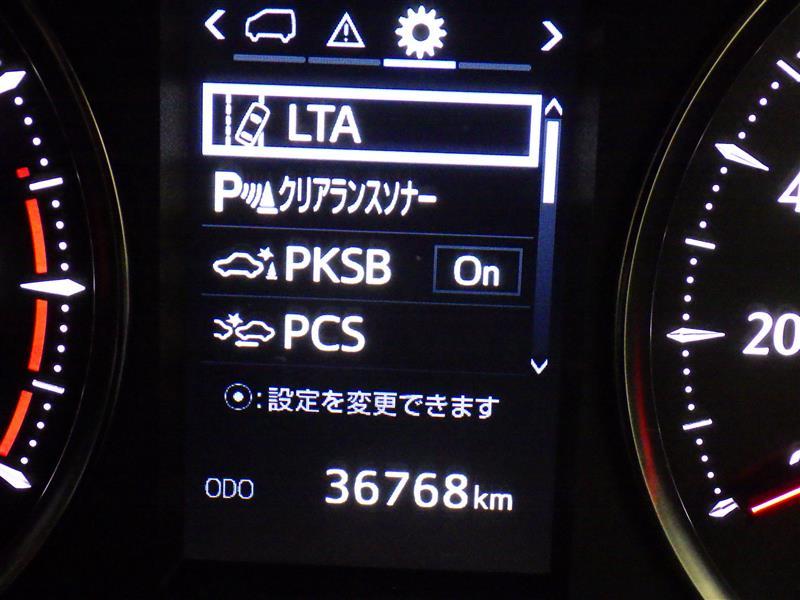 LTA
Pクリアランスソナー
PKSB On
PCS
:設定を変更できます
ODO 36768km
20